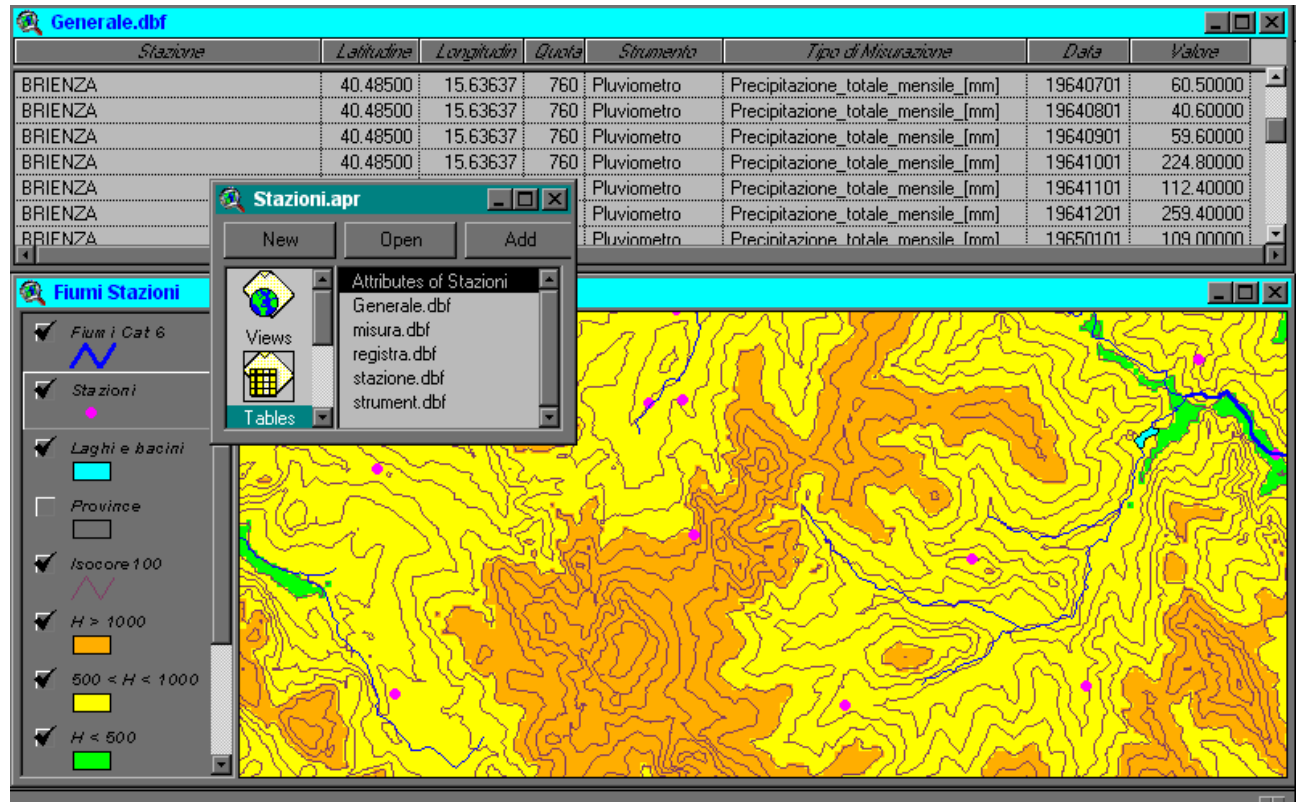 Generale.dbf
Stazione Latitudine Longitudin Quota Strumento Tipo di Misurazione Data Valore
BRIENZA 40.48500 15.63637 760 Pluviometro Precipitazione_totale_mensile_[mm] 19640701 60.50000
BRIENZA 40.48500 15.63637 760 Pluviometro Precipitazione_totale_mensile_[mm] 19640801 40.60000
BRIENZA 40.48500 15.63637 760 Pluviometro Precipitazione_totale_mensile_[mm] 19640901 59.60000
BRIENZA 40.48500 15.63637 760 Pluviometro Precipitazione_totale_mensile_[mm] 19641001 224.80000
BRIENZA Pluviometro Precipitazione_totale_mensile_[mm] 19641101 112.40000
BRIENZA Pluviometro Precipitazione_totale_mensile_[mm] 19641201 259.40000
BRIENZA Pluviometro Precipitazione_totale_mensile_[mm] 19650101 109.00000
Stazioni.apr
New Open Add
Views
Tables
Attributes of Stazioni
Generale.dbf
misura.dbf
registra.dbf
stazione.dbf
strument.dbf
Fiumi Stazioni
Fiumi Cat 6
Stazioni
Laghi e bacini
Province
Isocore 100
H > 1000
500 < H < 1000
H < 500